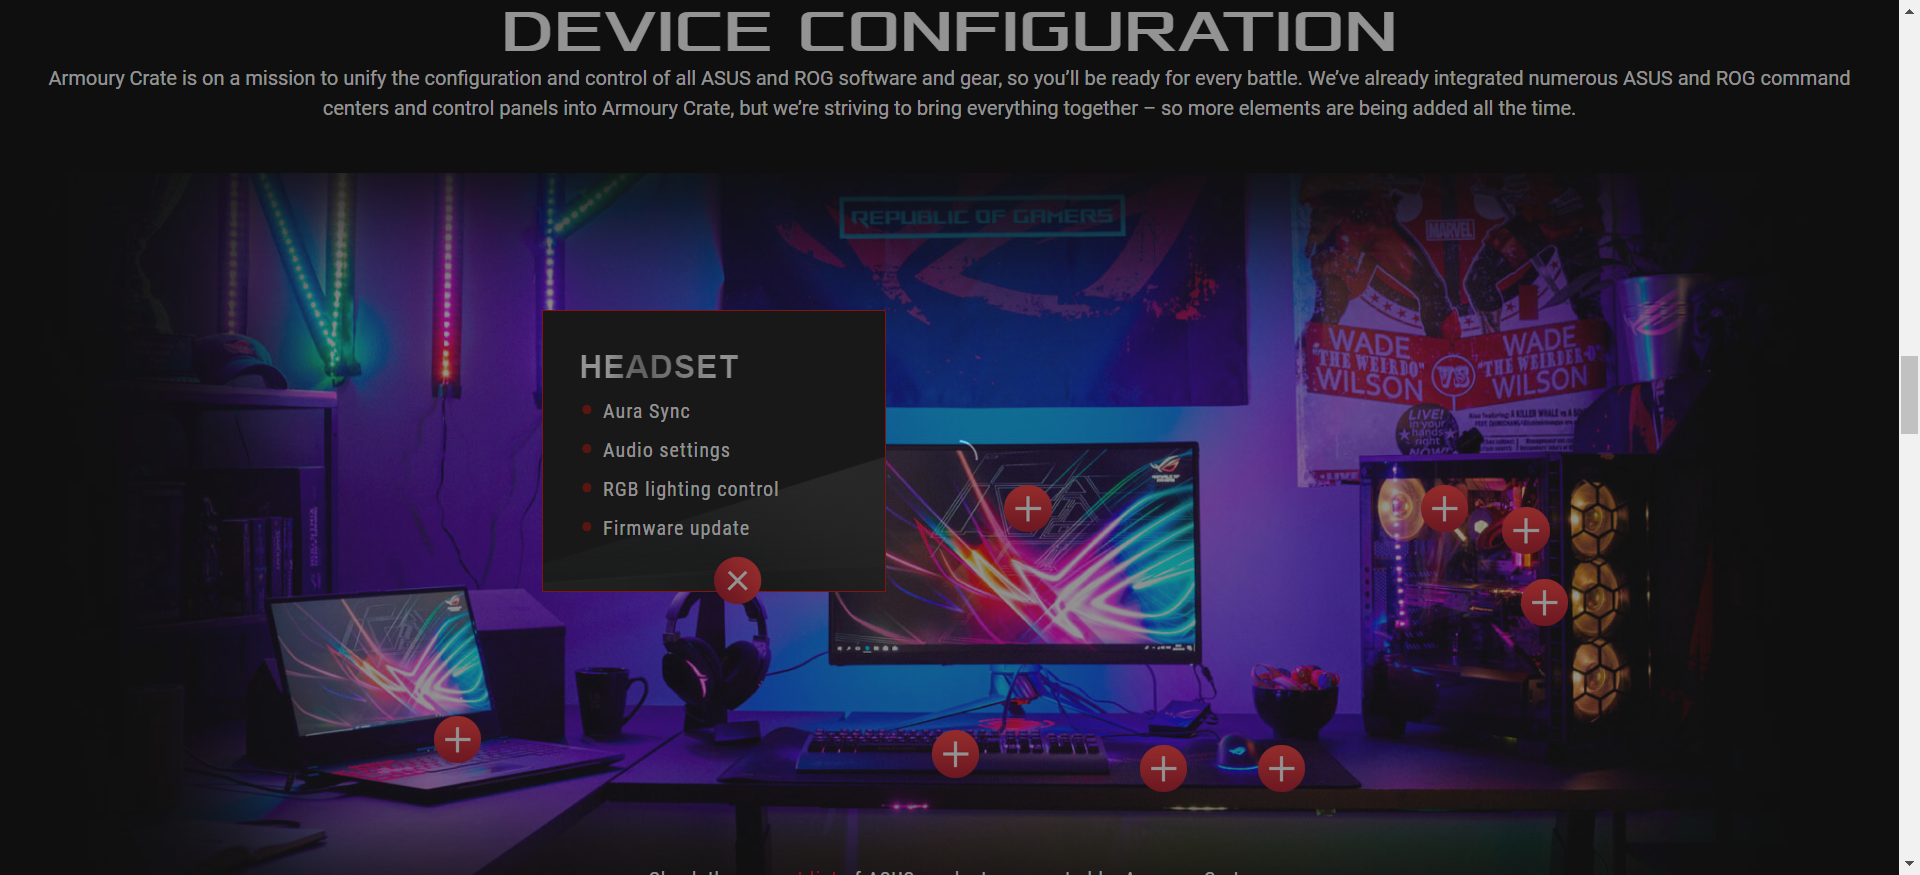 DEVICE CONFIGURATION
Armoury Crate is on a mission to unify the configuration and control of all ASUS and ROG software and gear, so you'll be ready for every battle. We've already integrated numerous ASUS and ROG command
centers and control panels into Armoury Crate, but we're striving to bring everything together – so more elements are being added all the time.
REPUBLIC OF GAMERS
MARVEL
WADE
"THE WEIRDO"
WILSON
VS
WADE
"THE WEIRDER-O"
WILSON
LIVE!
in your
hands
right
NOW!
A KILLER WHALE vs A
LIVE
HEADSET
Aura Sync
Audio settings
RGB lighting control
Firmware update